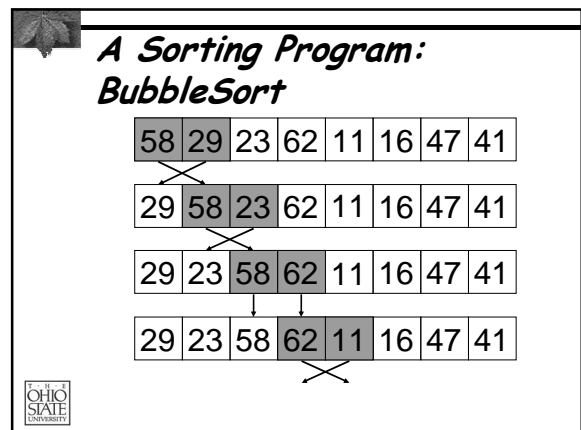 A Sorting Program:
BubbleSort
58 29 23 62 11 16 47 41
29 58 23 62 11 16 47 41
29 23 58 62 11 16 47 41
29 23 58 62 11 16 47 41
T · H · E
OHIO
STATE
UNIVERSITY